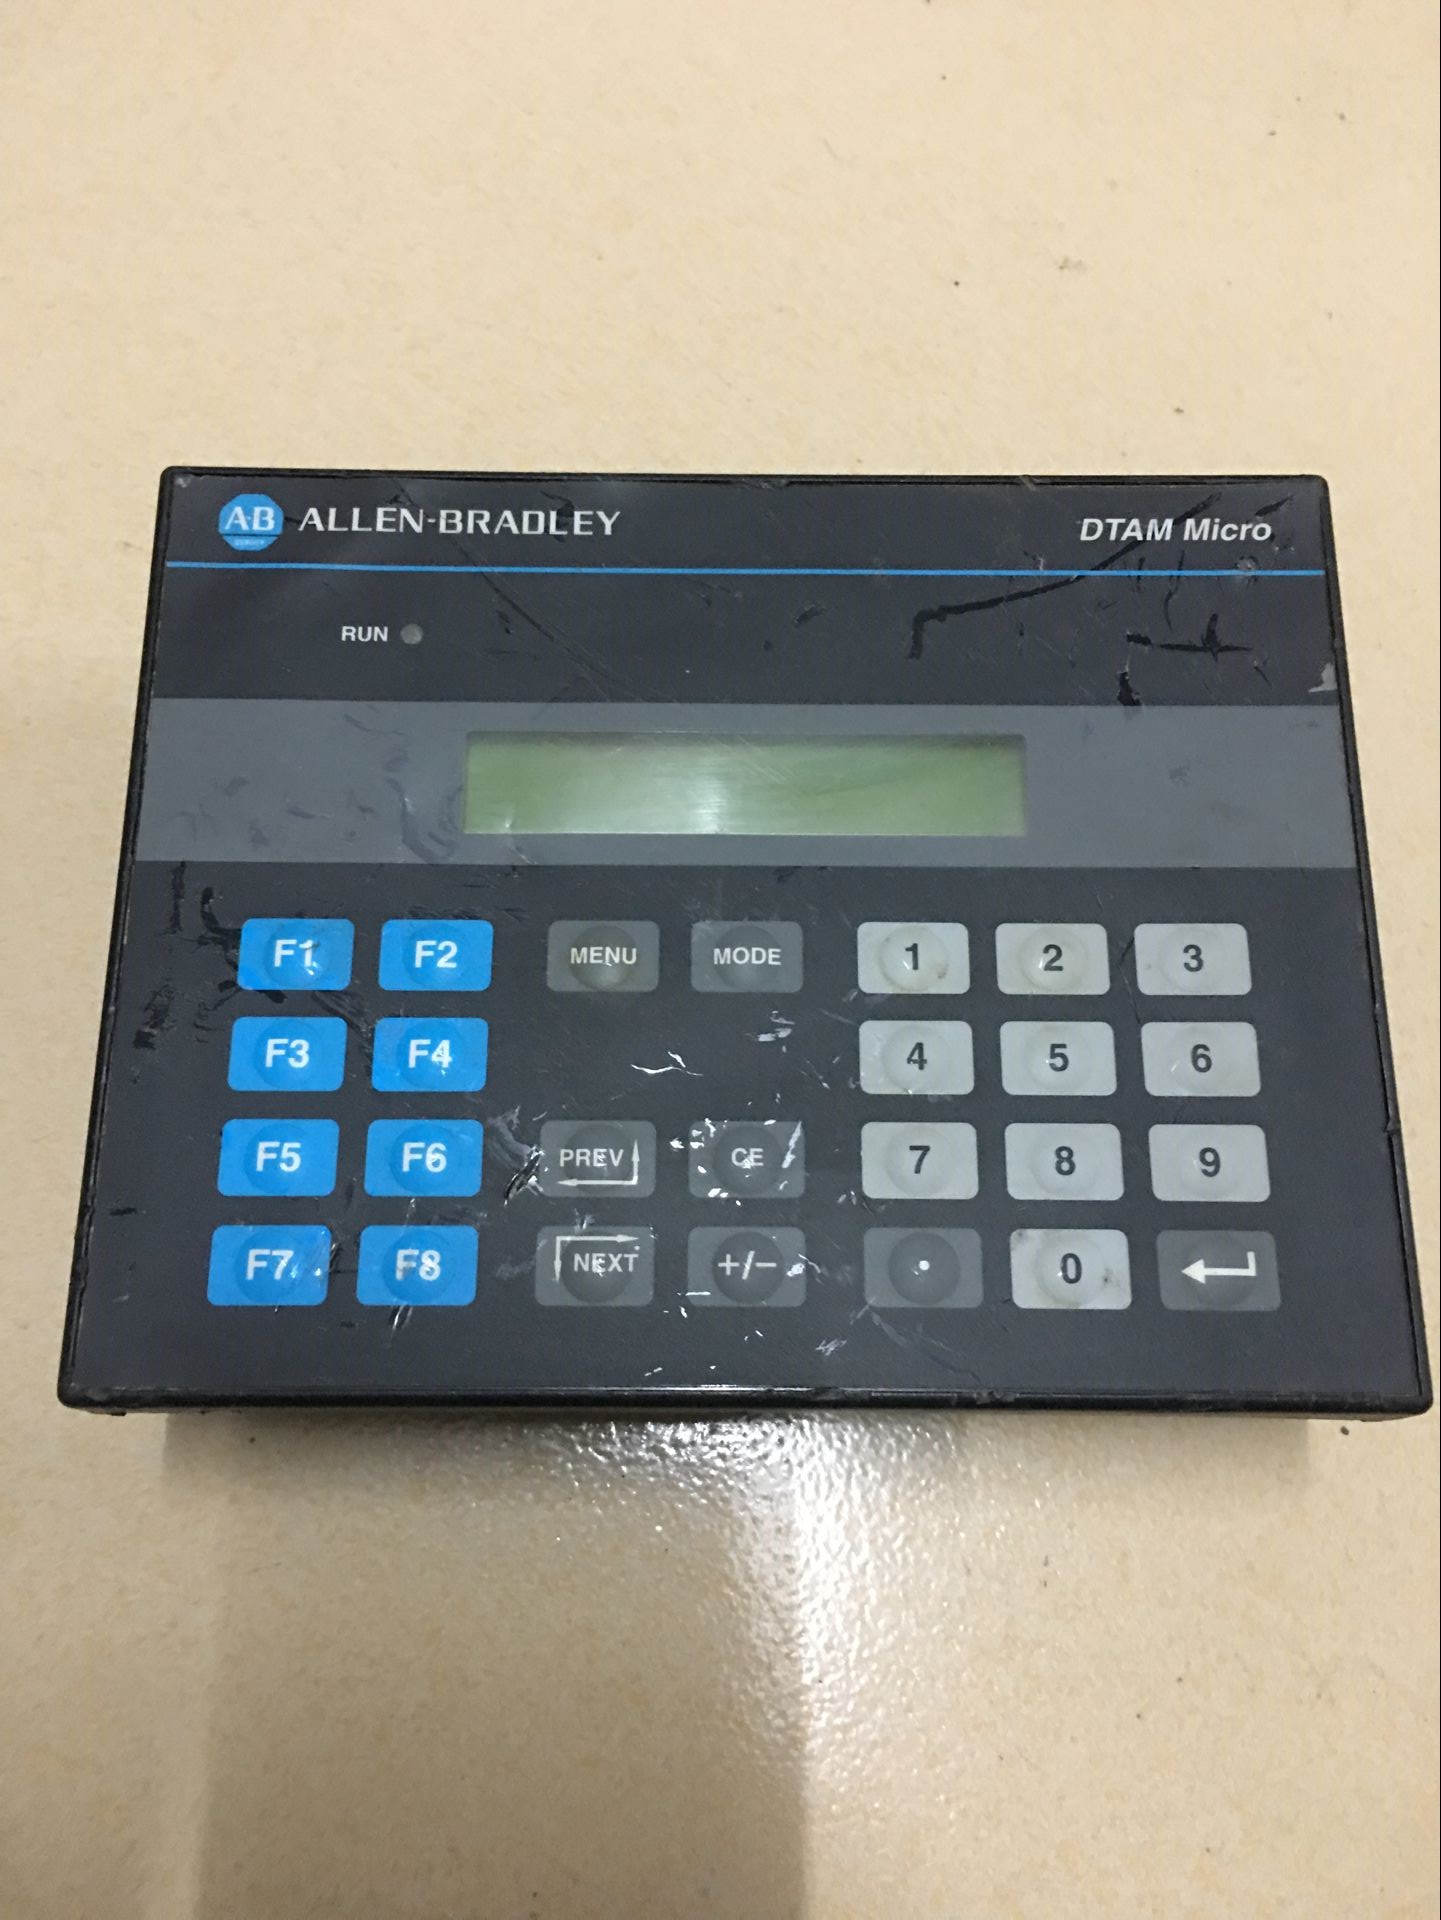 A·B ALLEN-BRADLEY DTAM Micro
RUN
F1 F2 MENU MODE 1 2 3
F3 F4 4 5 6
F5 F6 PREV CE 7 8 9
F7 F8 NEXT +/− • 0